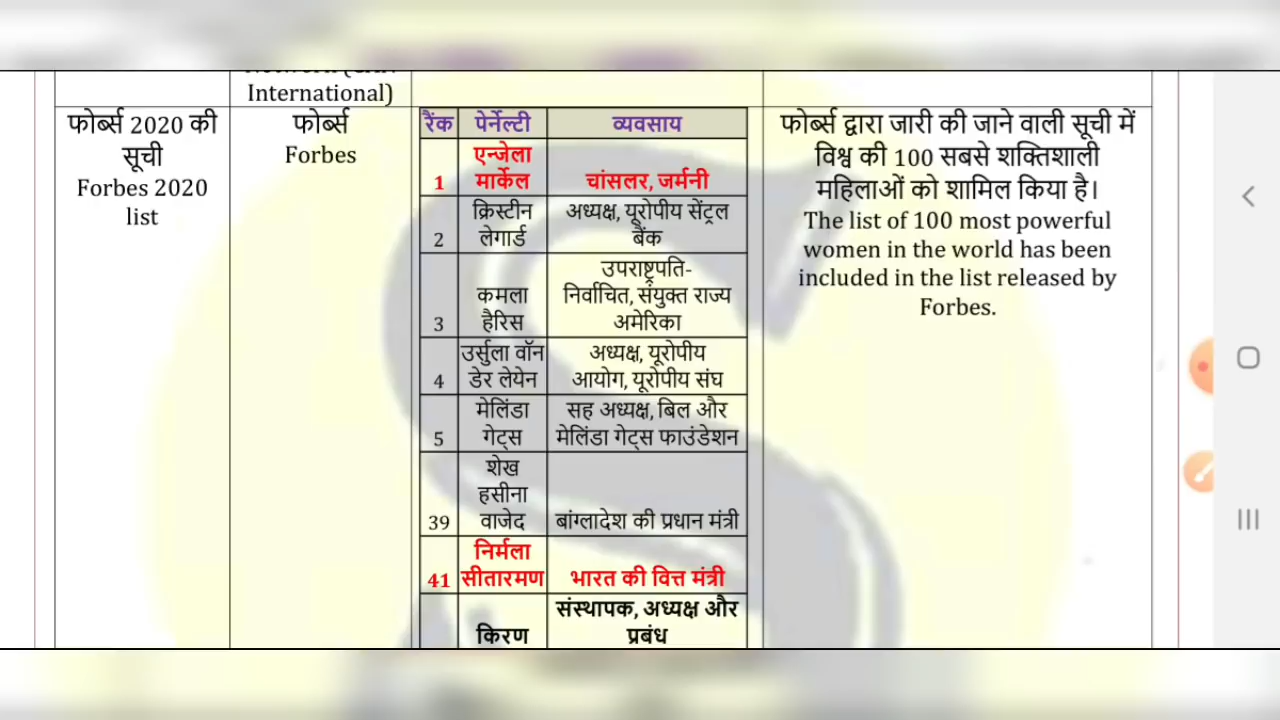 International)
फोर्ब्स 2020 की
सूची
Forbes 2020
list
फोर्ब्स
Forbes
रैंक पेर्नेल्टी व्यवसाय
एन्जेला
1 मार्केल चांसलर, जर्मनी
क्रिस्टीन अध्यक्ष, यूरोपीय सेंट्रल
2 लेगार्ड बैंक
उपराष्ट्रपति-
कमला निर्वाचित, संयुक्त राज्य
3 हैरिस अमेरिका
उर्सुला वॉन अध्यक्ष, यूरोपीय
4 डेर लेयेन आयोग, यूरोपीय संघ
मेलिंडा सह अध्यक्ष, बिल और
5 गेट्स मेलिंडा गेट्स फाउंडेशन
शेख
हसीना
39 वाजेद बांग्लादेश की प्रधान मंत्री
निर्मला
41 सीतारमण भारत की वित्त मंत्री
संस्थापक, अध्यक्ष और
किरण प्रबंध
फोर्ब्स द्वारा जारी की जाने वाली सूची में
विश्व की 100 सबसे शक्तिशाली
महिलाओं को शामिल किया है।
The list of 100 most powerful
women in the world has been
included in the list released by
Forbes.